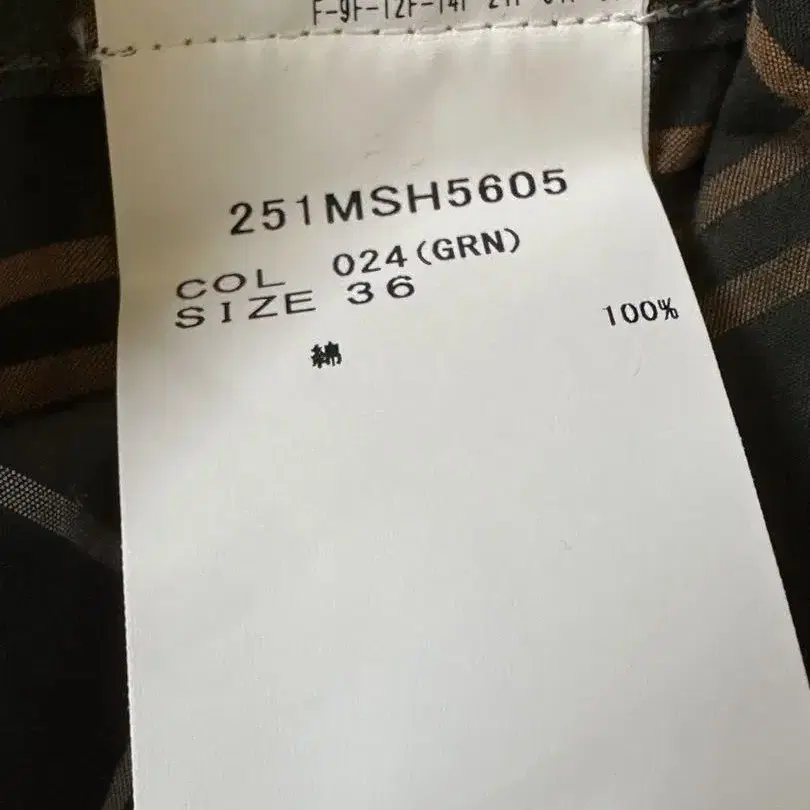 251MSH5605
COL 024(GRN)
SIZE 36
綿 100%